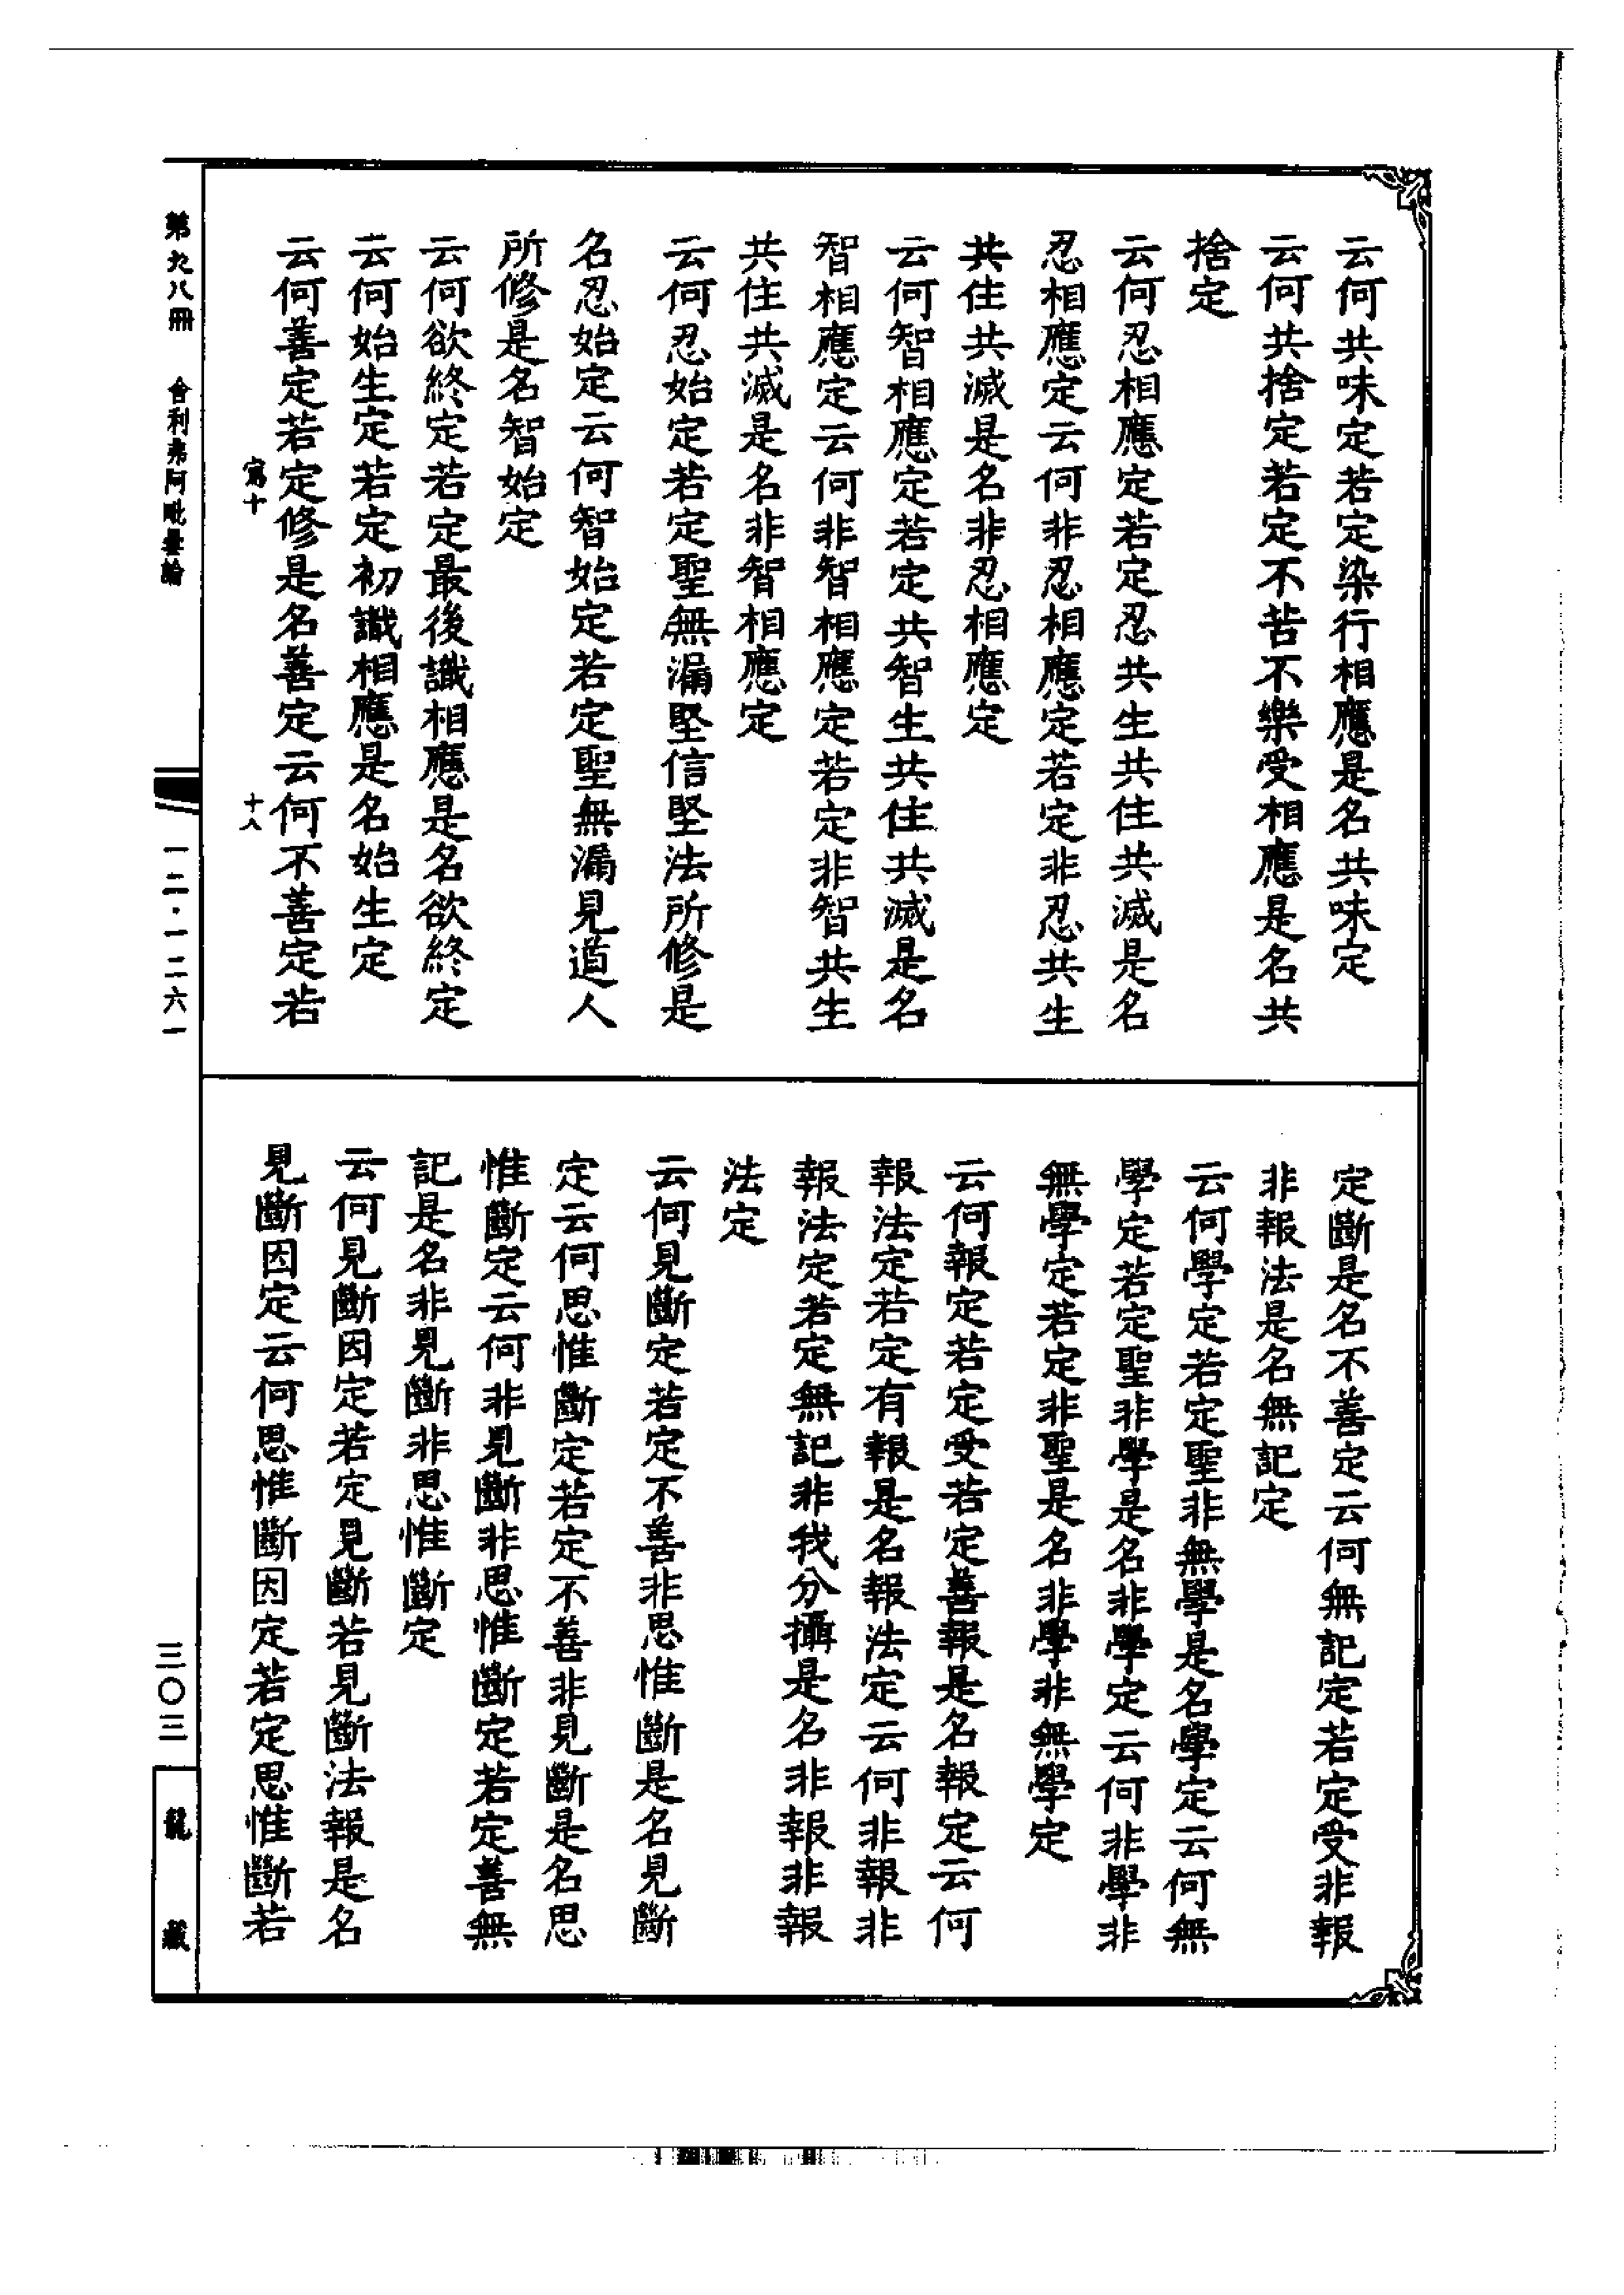 云何共味定若定染行相應是名共味定
云何共捨定若定不苦不樂受相應是名共
捨定
云何忍相應定若定忍共生共住共滅是名
忍相應定云何非忍相應定若定非忍共生
共住共滅是名非忍相應定
云何智相應定若定共智生共住共滅是名
智相應定云何非智相應定若定非智共生
共住共滅是名非智相應定
云何忍始定若定聖無漏堅信堅法所修是
名忍始定云何智始定若定聖無漏見道人
所修是名智始定
云何欲終定若定最後識相應是名欲終定
云何始生定若定初識相應是名始生定
云何善定若定修是名善定云何不善定若
寫十
十八
定斷是名不善定云何無記定若定受非報
非報法是名無記定
云何學定若定聖非無學是名學定云何無
學定若定聖非學是名非學定云何非學非
無學定若定非聖是名非學非無學定
云何報定若定受若定善報是名報定云何
報法定若定有報是名報法定云何非報非
報法定若定無記非我分攝是名非報非報
法定
云何見斷定若定不善非思惟斷是名見斷
定云何思惟斷定若定不善非見斷是名思
惟斷定云何非見斷非思惟斷定若定善無
記是名非見斷非思惟斷定
云何見斷因定若定見斷若見斷法報是名
見斷因定云何思惟斷因定若定思惟斷若
第九八冊
舍利弗阿毗曇論
一二·一二六一
三〇三
龍藏